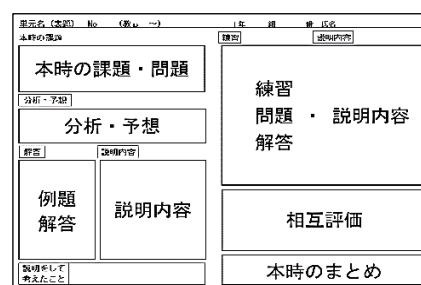 単元名（本時） No （教p ～） 1年 組 番 氏名
本時の課題
本時の課題・問題
分析・予想
分析・予想
解答 説明内容
例題
解答
説明内容
説明をして
考えたこと
練習 説明内容
練習
問題 ・ 説明内容
解答
相互評価
本時のまとめ